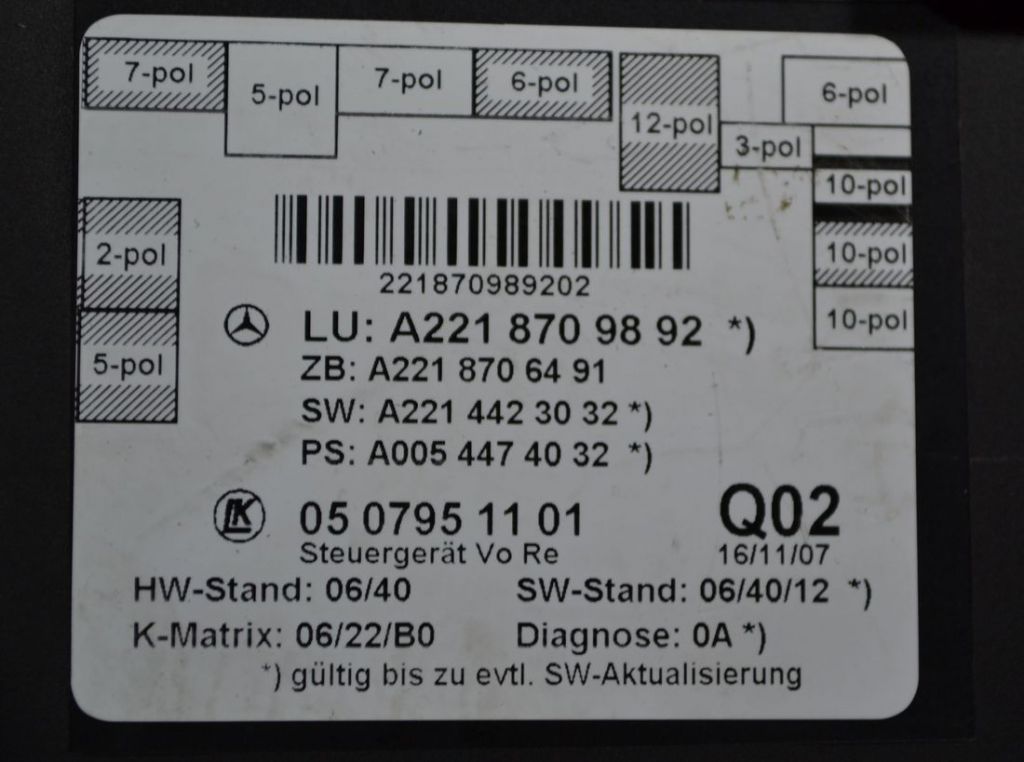 7-pol 5-pol 7-pol 6-pol 12-pol 6-pol
3-pol
10-pol
2-pol 10-pol
10-pol
5-pol
221870989202
LU: A221 870 98 92 *)
ZB: A221 870 64 91
SW: A221 442 30 32 *)
PS: A005 447 40 32 *)
LK 05 0795 11 01 Q02
Steuergerät Vo Re 16/11/07
HW-Stand: 06/40 SW-Stand: 06/40/12 *)
K-Matrix: 06/22/B0 Diagnose: 0A *)
*) gültig bis zu evtl. SW-Aktualisierung